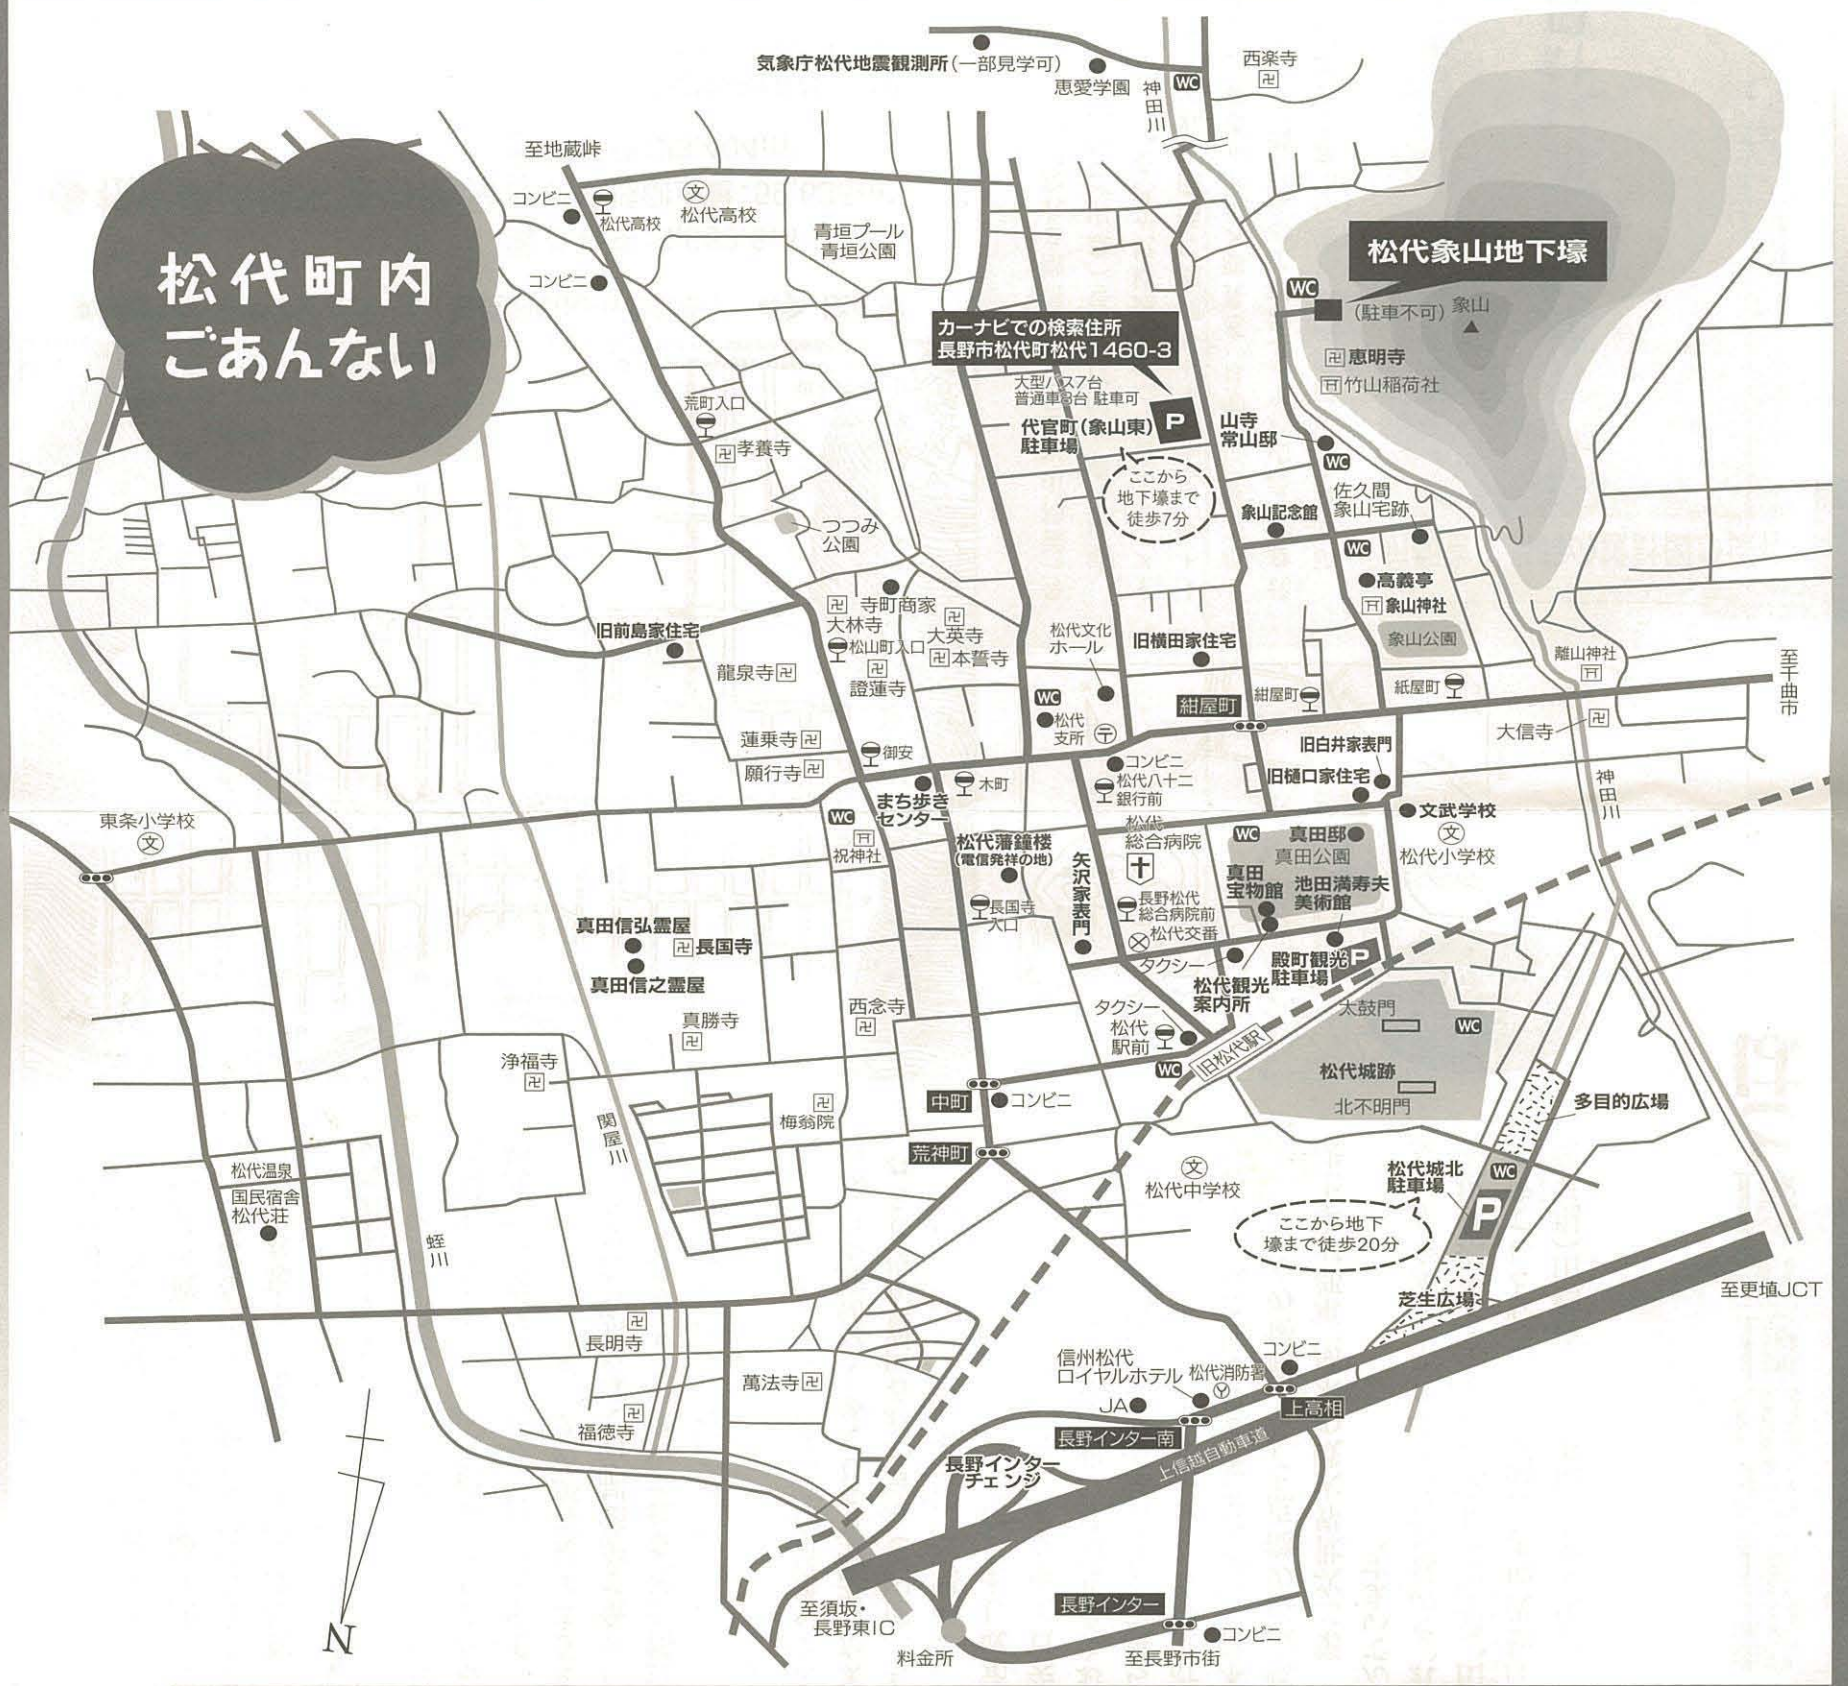 松代町内
ごあんない
気象庁松代地震観測所(一部見学可)
恵愛学園
神田川
WC
西楽寺
至地蔵峠
コンビニ
松代高校
文
松代高校
コンビニ
青垣プール
青垣公園
松代象山地下壕
WC
(駐車不可)
象山
恵明寺
竹山稲荷社
カーナビでの検索住所
長野市松代町松代1460-3
大型バス7台
普通車8台 駐車可
代官町(象山東)
駐車場
P
ここから
地下壕まで
徒歩7分
山寺
常山邸
WC
荒町入口
孝養寺
つつみ
公園
象山記念館
佐久間
象山宅跡
WC
高義亭
象山神社
象山公園
寺町商家
大林寺
大英寺
松山町入口
本誓寺
證蓮寺
旧前島家住宅
龍泉寺
松代文化
ホール
旧横田家住宅
WC
松代
支所
〒
紺屋町
紺屋町
紙屋町
離山神社
至千曲市
大信寺
蓮乗寺
願行寺
御安
木町
まち歩き
センター
コンビニ
松代八十二
銀行前
旧白井家表門
旧樋口家住宅
神田川
東条小学校
文
WC
祝神社
松代藩鐘楼
(電信発祥の地)
長国寺
入口
矢沢家表門
松代
総合病院
長野松代
総合病院前
松代交番
タクシー
WC
真田邸
真田公園
真田
宝物館
池田満寿夫
美術館
文武学校
文
松代小学校
殿町観光
駐車場
P
松代観光
案内所
真田信弘霊屋
長国寺
真田信之霊屋
真勝寺
西念寺
タクシー
松代
駅前
WC
旧松代駅
太鼓門
WC
松代城跡
北不明門
浄福寺
梅翁院
中町
コンビニ
関屋川
荒神町
多目的広場
文
松代中学校
松代城北
駐車場
WC
P
ここから地下
壕まで徒歩20分
松代温泉
国民宿舎
松代荘
蛭川
芝生広場
至更埴JCT
長明寺
萬法寺
福徳寺
信州松代
ロイヤルホテル
松代消防署
コンビニ
JA
上高相
長野インター南
長野インター
チェンジ
上信越自動車道
N
至須坂・
長野東IC
料金所
長野インター
コンビニ
至長野市街